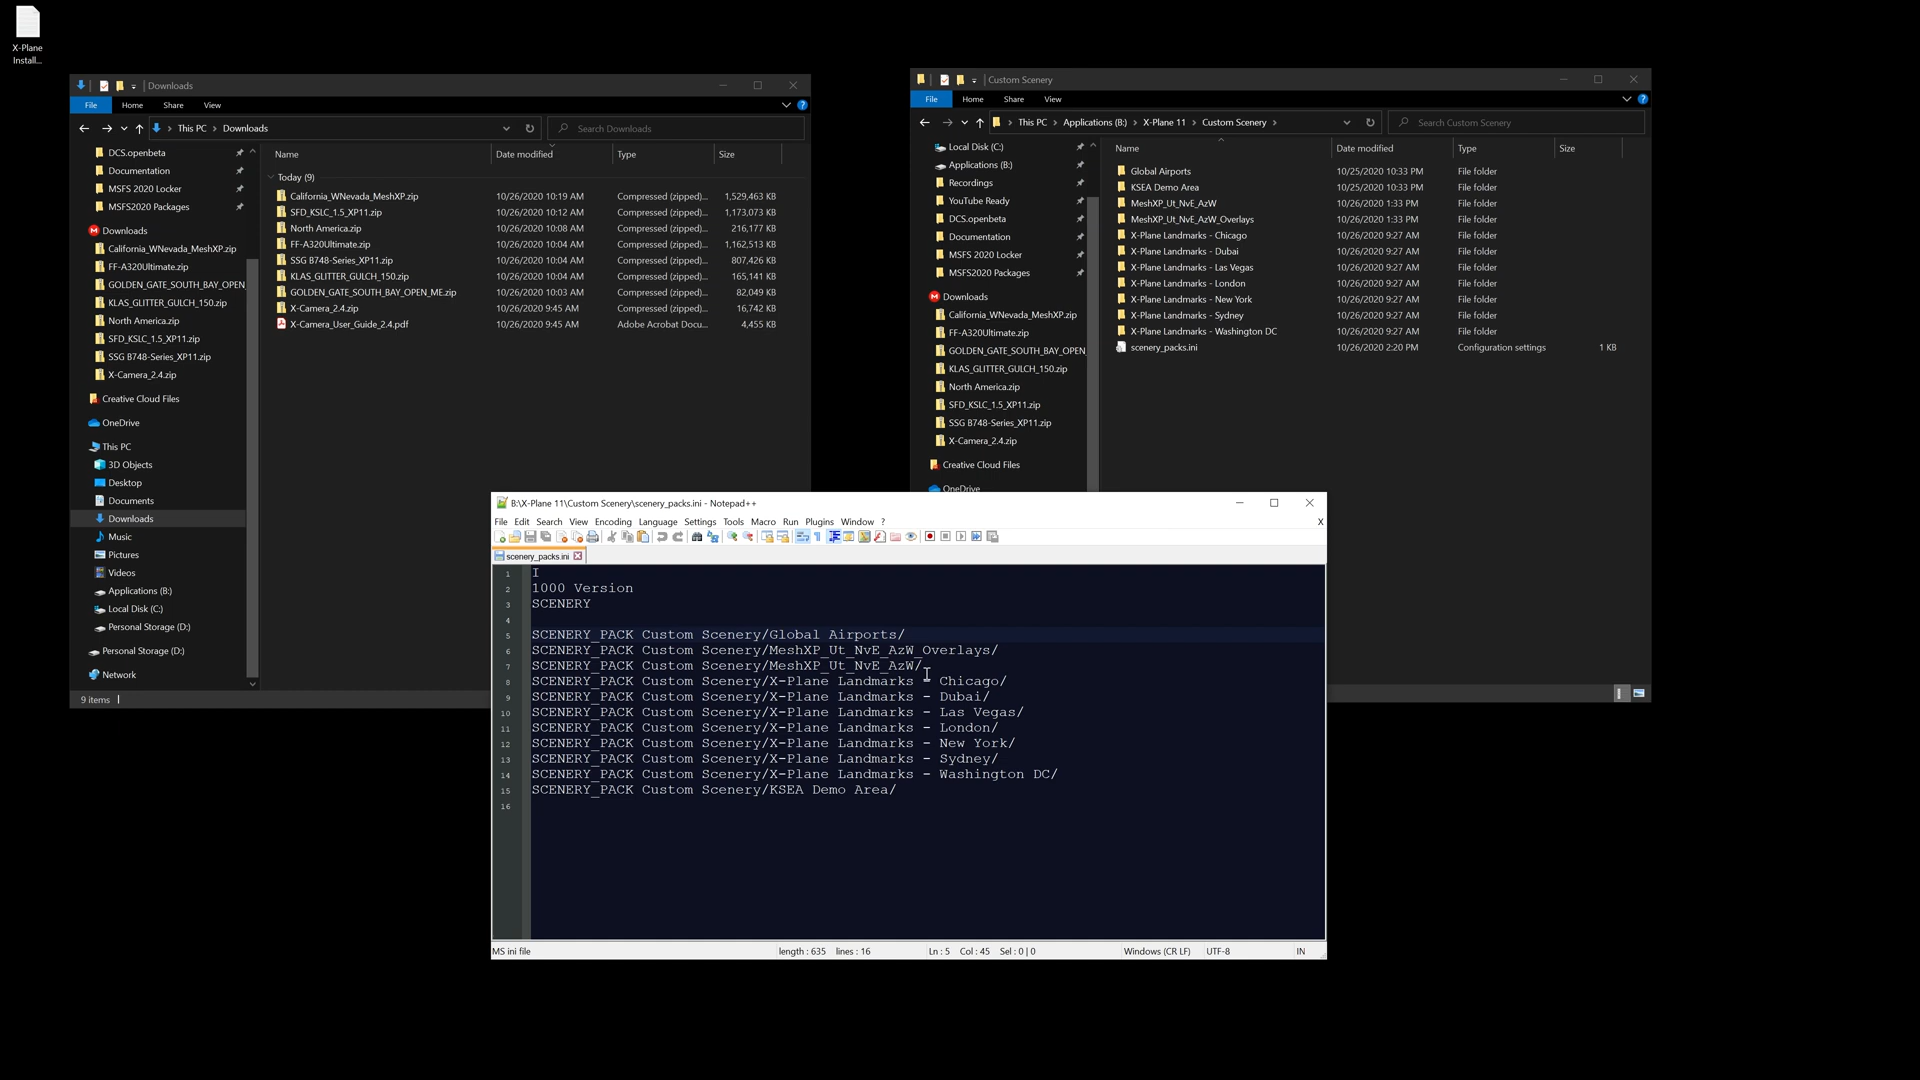 X-Plane
Install...
Downloads
File Home Share View
This PC > Downloads
Search Downloads
DCS.openbeta
Documentation
MSFS 2020 Locker
MSFS2020 Packages
Downloads
California_WNevada_MeshXP.zip
FF-A320Ultimate.zip
GOLDEN_GATE_SOUTH_BAY_OPEN_
KLAS_GLITTER_GULCH_150.zip
North America.zip
SFD_KSLC_1.5_XP11.zip
SSG B748-Series_XP11.zip
X-Camera_2.4.zip
Creative Cloud Files
OneDrive
This PC
3D Objects
Desktop
Documents
Downloads
Music
Pictures
Videos
Applications (B:)
Local Disk (C:)
Personal Storage (D:)
Personal Storage (D:)
Network
9 items
Name Date modified Type Size
Today (9)
California_WNevada_MeshXP.zip 10/26/2020 10:19 AM Compressed (zipped)... 1,529,463 KB
SFD_KSLC_1.5_XP11.zip 10/26/2020 10:12 AM Compressed (zipped)... 1,173,073 KB
North America.zip 10/26/2020 10:08 AM Compressed (zipped)... 216,177 KB
FF-A320Ultimate.zip 10/26/2020 10:04 AM Compressed (zipped)... 1,162,513 KB
SSG B748-Series_XP11.zip 10/26/2020 10:04 AM Compressed (zipped)... 807,426 KB
KLAS_GLITTER_GULCH_150.zip 10/26/2020 10:04 AM Compressed (zipped)... 165,141 KB
GOLDEN_GATE_SOUTH_BAY_OPEN_ME.zip 10/26/2020 10:03 AM Compressed (zipped)... 82,049 KB
X-Camera_2.4.zip 10/26/2020 9:45 AM Compressed (zipped)... 16,742 KB
X-Camera_User_Guide_2.4.pdf 10/26/2020 9:45 AM Adobe Acrobat Docu... 4,455 KB
Custom Scenery
File Home Share View
This PC > Applications (B:) > X-Plane 11 > Custom Scenery >
Search Custom Scenery
Local Disk (C:)
Applications (B:)
Recordings
YouTube Ready
DCS.openbeta
Documentation
MSFS 2020 Locker
MSFS2020 Packages
Downloads
California_WNevada_MeshXP.zip
FF-A320Ultimate.zip
GOLDEN_GATE_SOUTH_BAY_OPEN_
KLAS_GLITTER_GULCH_150.zip
North America.zip
SFD_KSLC_1.5_XP11.zip
SSG B748-Series_XP11.zip
X-Camera_2.4.zip
Creative Cloud Files
OneDrive
Name Date modified Type Size
Global Airports 10/25/2020 10:33 PM File folder
KSEA Demo Area 10/25/2020 10:33 PM File folder
MeshXP_Ut_NvE_AzW 10/26/2020 1:33 PM File folder
MeshXP_Ut_NvE_AzW_Overlays 10/26/2020 1:33 PM File folder
X-Plane Landmarks - Chicago 10/26/2020 9:27 AM File folder
X-Plane Landmarks - Dubai 10/26/2020 9:27 AM File folder
X-Plane Landmarks - Las Vegas 10/26/2020 9:27 AM File folder
X-Plane Landmarks - London 10/26/2020 9:27 AM File folder
X-Plane Landmarks - New York 10/26/2020 9:27 AM File folder
X-Plane Landmarks - Sydney 10/26/2020 9:27 AM File folder
X-Plane Landmarks - Washington DC 10/26/2020 9:27 AM File folder
scenery_packs.ini 10/26/2020 2:20 PM Configuration settings 1 KB
B:\X-Plane 11\Custom Scenery\scenery_packs.ini - Notepad++
File Edit Search View Encoding Language Settings Tools Macro Run Plugins Window ? X
scenery_packs.ini
1 I
2 1000 Version
3 SCENERY
4
5 SCENERY_PACK Custom Scenery/Global Airports/
6 SCENERY_PACK Custom Scenery/MeshXP_Ut_NvE_AzW_Overlays/
7 SCENERY_PACK Custom Scenery/MeshXP_Ut_NvE_AzW/
8 SCENERY_PACK Custom Scenery/X-Plane Landmarks - Chicago/
9 SCENERY_PACK Custom Scenery/X-Plane Landmarks - Dubai/
10 SCENERY_PACK Custom Scenery/X-Plane Landmarks - Las Vegas/
11 SCENERY_PACK Custom Scenery/X-Plane Landmarks - London/
12 SCENERY_PACK Custom Scenery/X-Plane Landmarks - New York/
13 SCENERY_PACK Custom Scenery/X-Plane Landmarks - Sydney/
14 SCENERY_PACK Custom Scenery/X-Plane Landmarks - Washington DC/
15 SCENERY_PACK Custom Scenery/KSEA Demo Area/
16
MS ini file length : 635 lines : 16 Ln : 5 Col : 45 Sel : 0 | 0 Windows (CR LF) UTF-8 IN